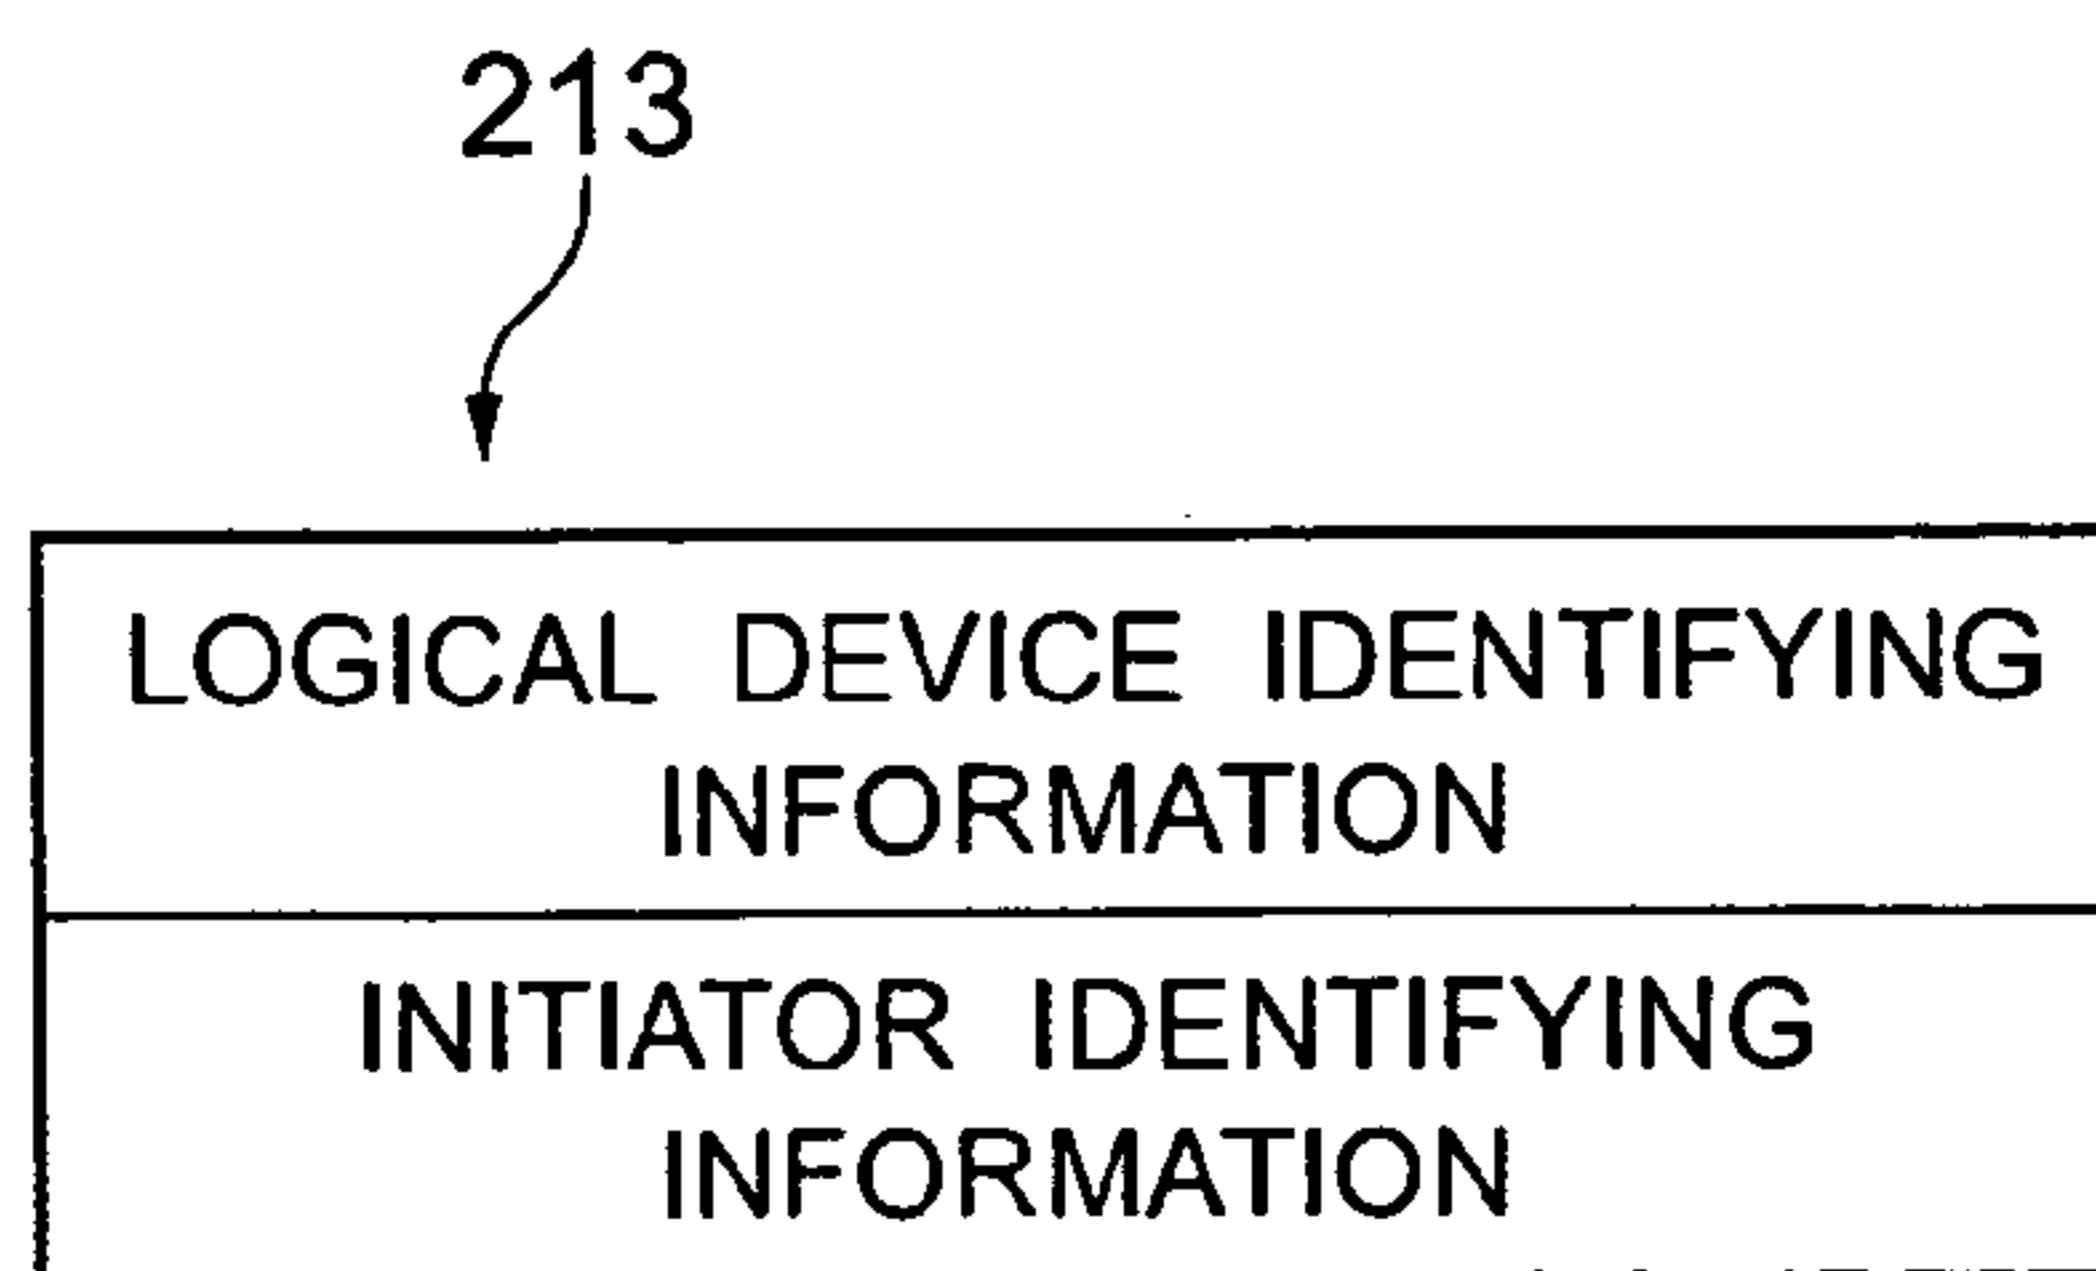 213
LOGICAL DEVICE IDENTIFYING
INFORMATION
INITIATOR IDENTIFYING
INFORMATION